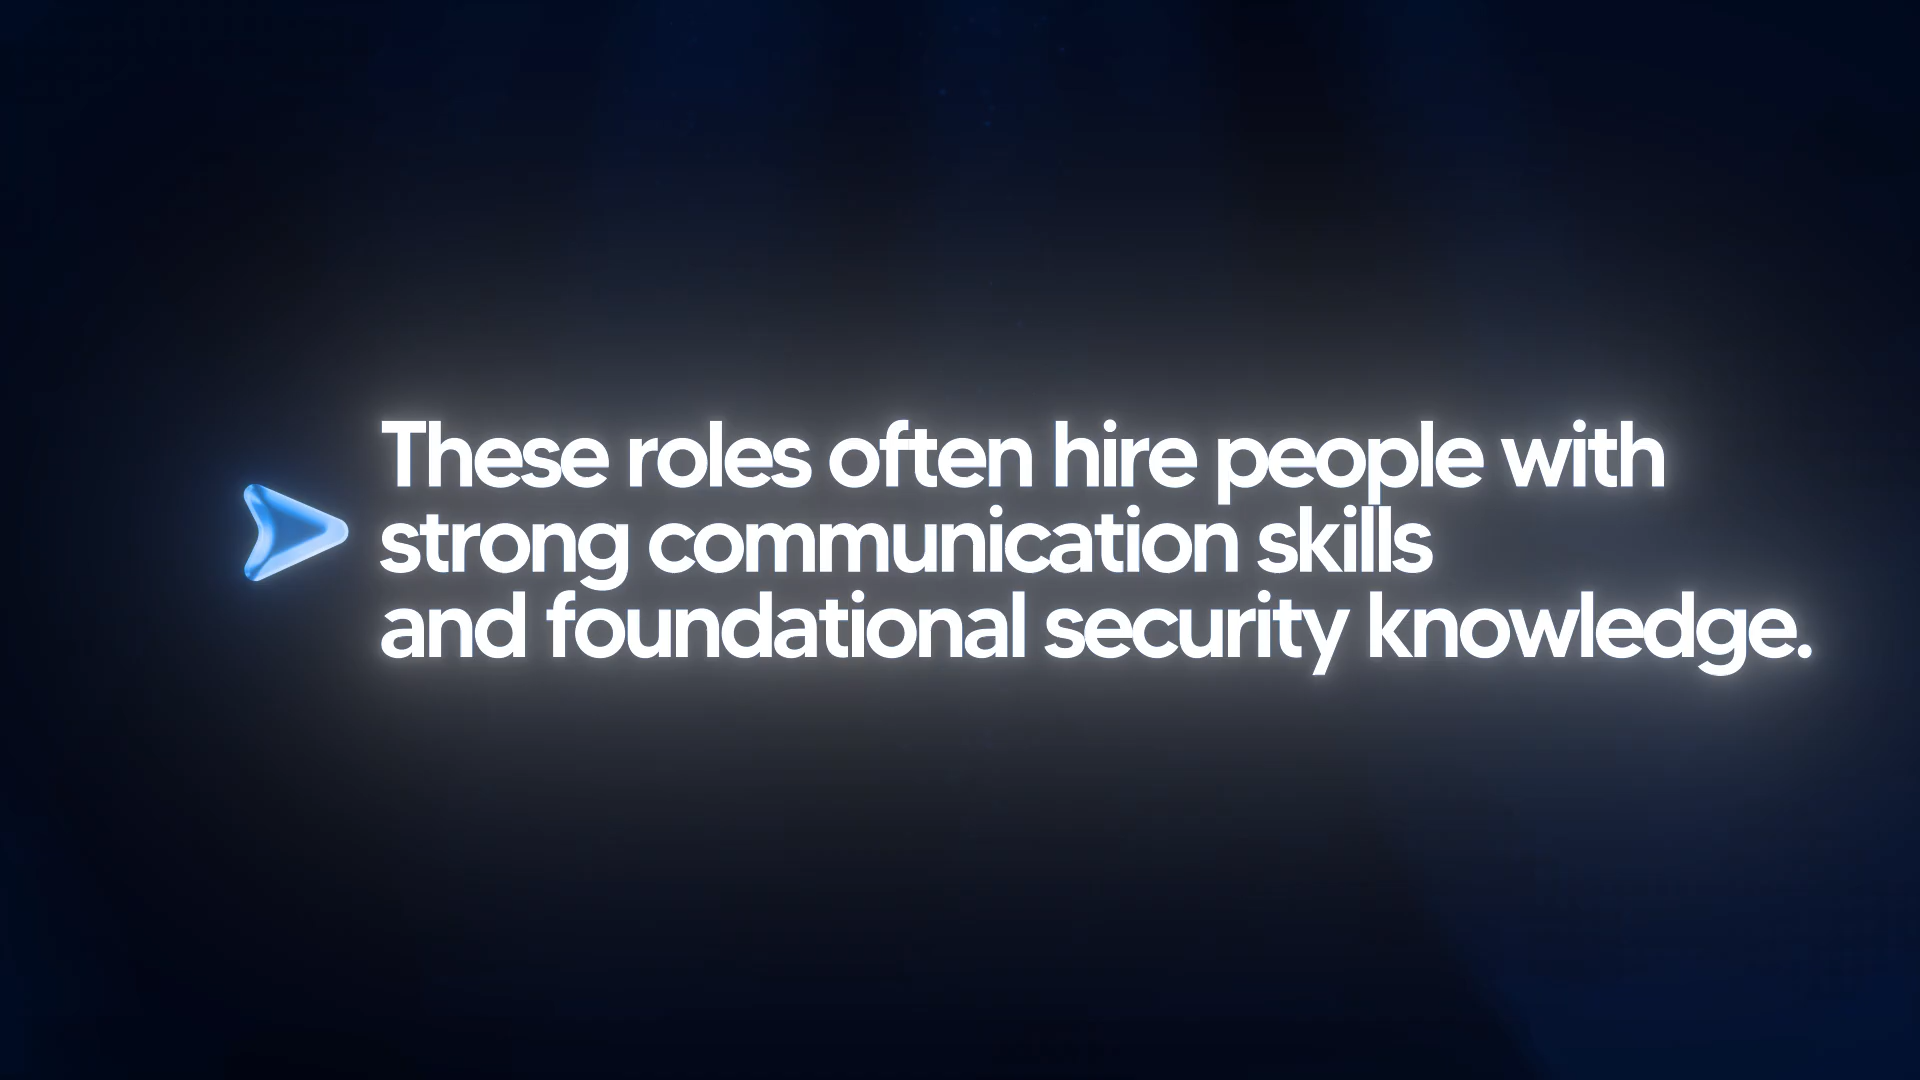 These roles often hire people with
strong communication skills
and foundational security knowledge.